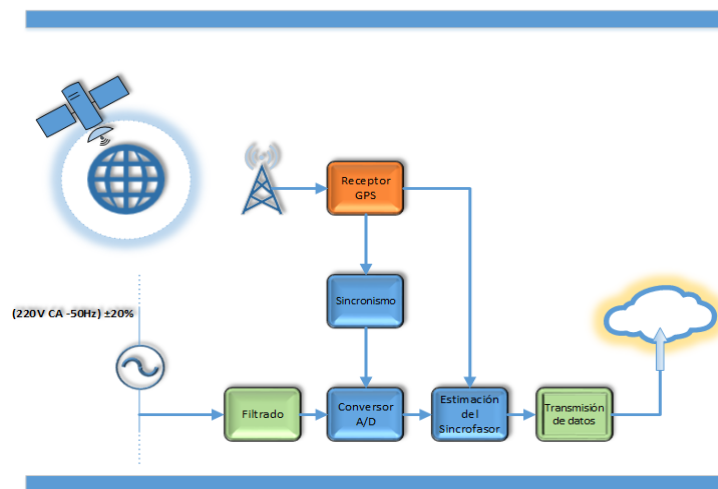 Receptor
GPS
Sincronismo
(220V CA -50Hz) ±20%
Filtrado
Conversor
A/D
Estimación
del
Sincrofasor
Transmisión
de datos